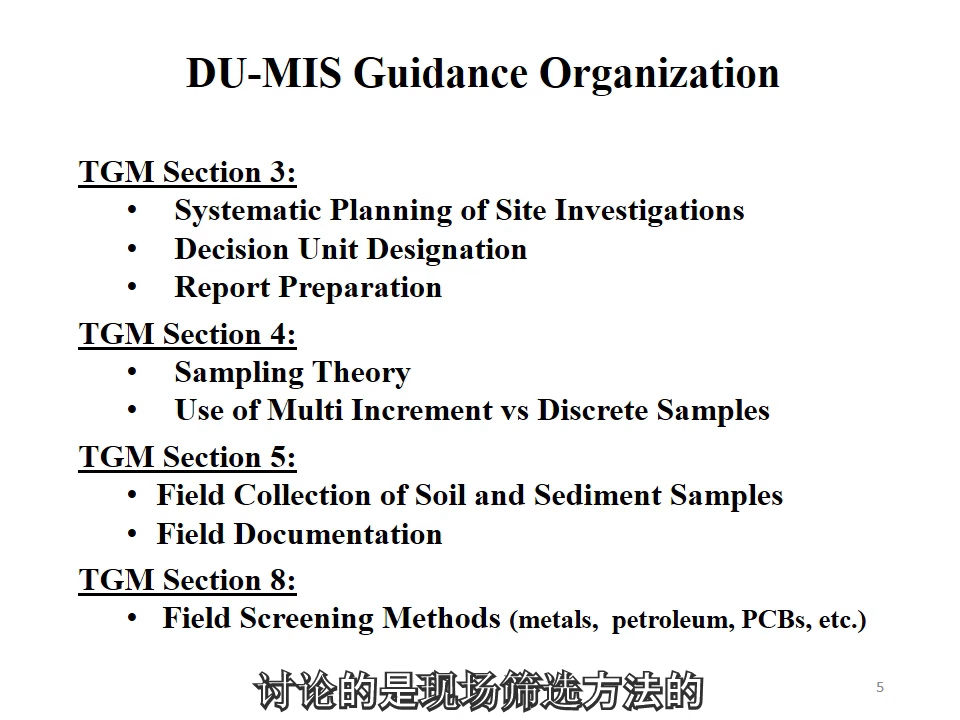 DU-MIS Guidance Organization
TGM Section 3:
• Systematic Planning of Site Investigations
• Decision Unit Designation
• Report Preparation
TGM Section 4:
• Sampling Theory
• Use of Multi Increment vs Discrete Samples
TGM Section 5:
• Field Collection of Soil and Sediment Samples
• Field Documentation
TGM Section 8:
• Field Screening Methods (metals, petroleum, PCBs, etc.)
讨论的是现场筛选方法的
5